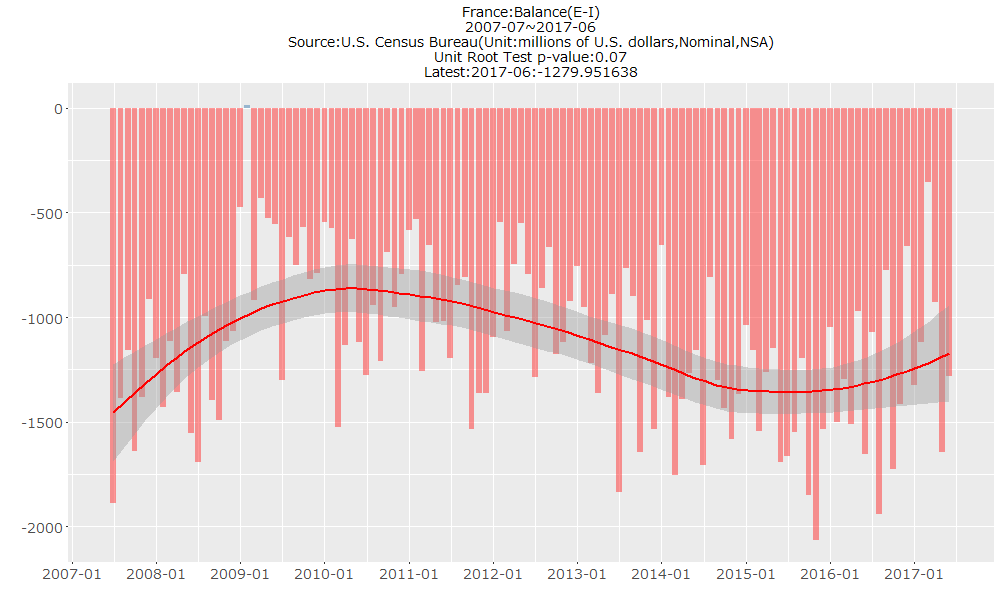 France:Balance(E-I)
2007-07~2017-06
Source:U.S. Census Bureau(Unit:millions of U.S. dollars,Nominal,NSA)
Unit Root Test p-value:0.07
Latest:2017-06:-1279.951638
0
-500
-1000
-1500
-2000
2007-01 2008-01 2009-01 2010-01 2011-01 2012-01 2013-01 2014-01 2015-01 2016-01 2017-01